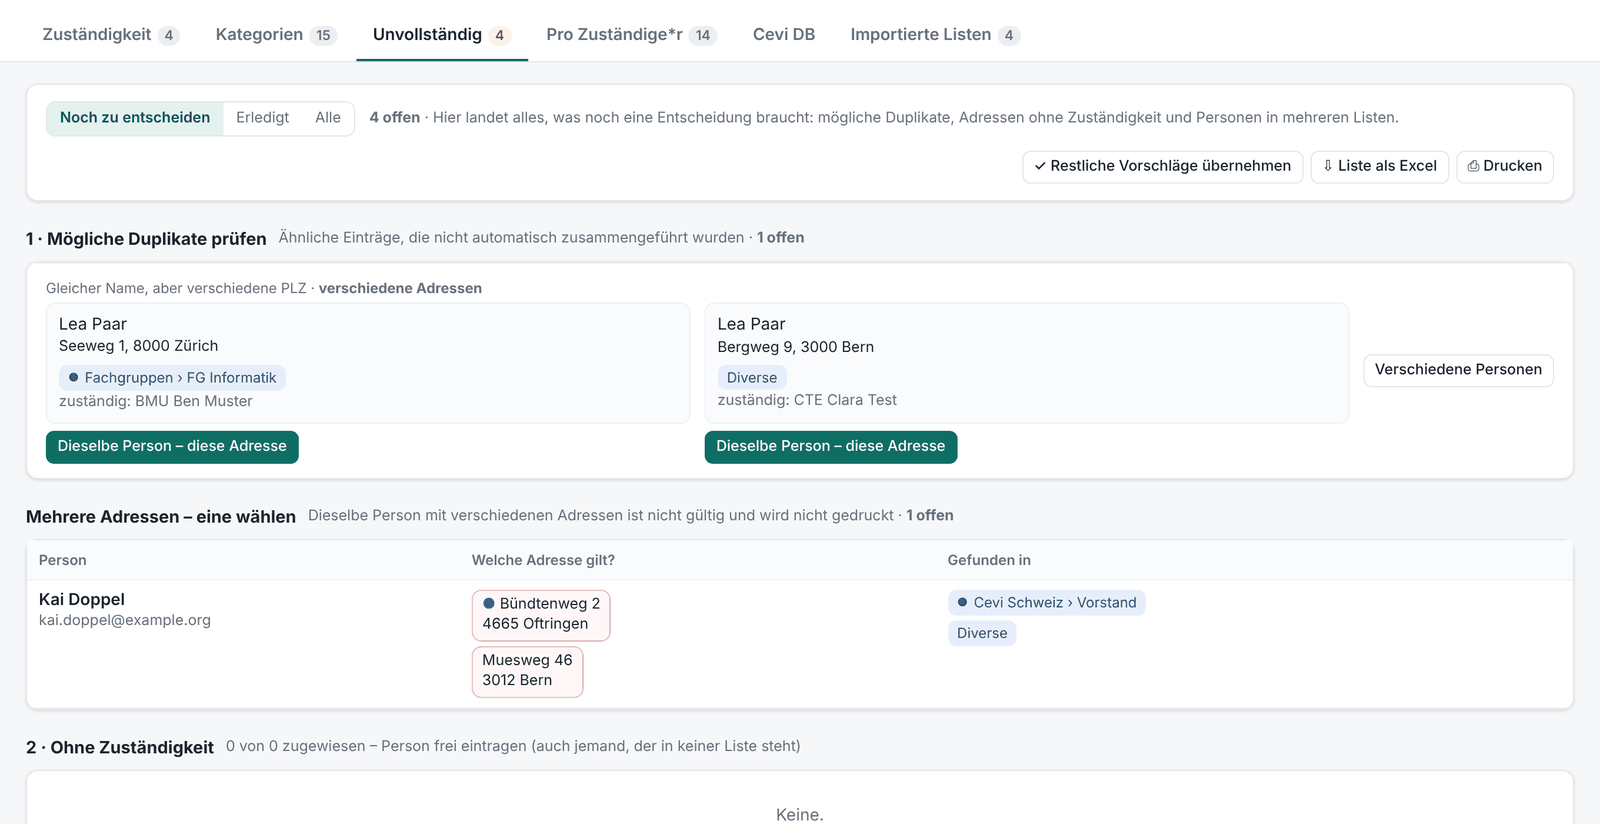 Zuständigkeit 4 Kategorien 15 Unvollständig 4 Pro Zuständige*r 14 Cevi DB Importierte Listen 4
Noch zu entscheiden Erledigt Alle 4 offen · Hier landet alles, was noch eine Entscheidung braucht: mögliche Duplikate, Adressen ohne Zuständigkeit und Personen in mehreren Listen.
✓ Restliche Vorschläge übernehmen ⇩ Liste als Excel ⎙ Drucken
1 · Mögliche Duplikate prüfen Ähnliche Einträge, die nicht automatisch zusammengeführt wurden · 1 offen
Gleicher Name, aber verschiedene PLZ · verschiedene Adressen
Lea Paar
Seeweg 1, 8000 Zürich
Fachgruppen › FG Informatik
zuständig: BMU Ben Muster
Dieselbe Person – diese Adresse
Lea Paar
Bergweg 9, 3000 Bern
Diverse
zuständig: CTE Clara Test
Dieselbe Person – diese Adresse
Verschiedene Personen
Mehrere Adressen – eine wählen Dieselbe Person mit verschiedenen Adressen ist nicht gültig und wird nicht gedruckt · 1 offen
Person Welche Adresse gilt? Gefunden in
Kai Doppel
kai.doppel@example.org
Bündtenweg 2
4665 Oftringen
Muesweg 46
3012 Bern
Cevi Schweiz › Vorstand
Diverse
2 · Ohne Zuständigkeit 0 von 0 zugewiesen – Person frei eintragen (auch jemand, der in keiner Liste steht)
Keine.